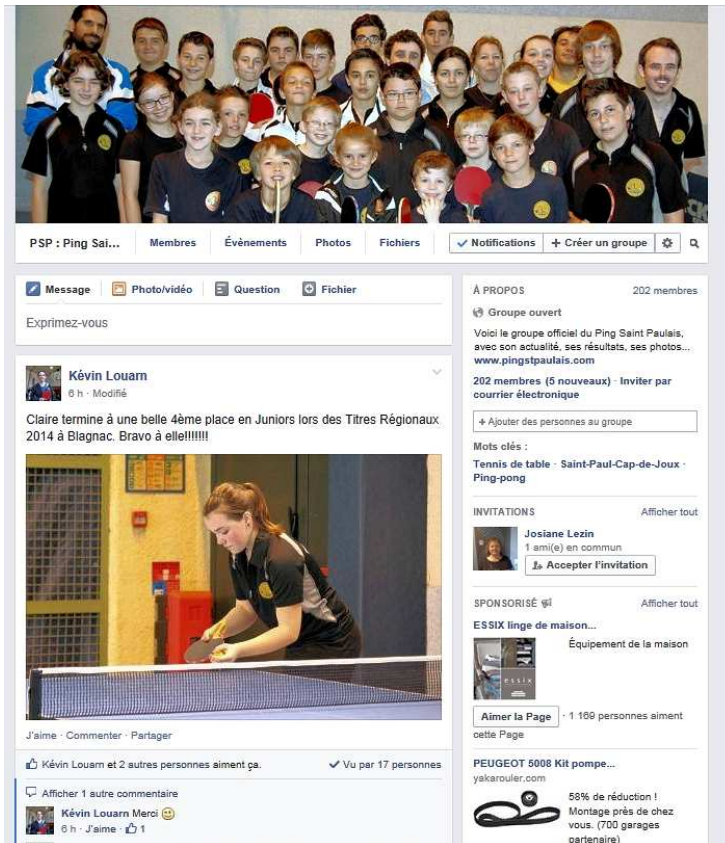 PSP : Ping Sai...
Membres
Évènements
Photos
Fichiers
Notifications
+ Créer un groupe
Message
Photo/vidéo
Question
Fichier
Exprimez-vous
Kévin Louarn
6 h · Modifié
Claire termine à une belle 4ème place en Juniors lors des Titres Régionaux
2014 à Blagnac. Bravo à elle!!!!!!!
J'aime · Commenter · Partager
Kévin Louarn et 2 autres personnes aiment ça.
Vu par 17 personnes
Afficher 1 autre commentaire
Kévin Louarn Merci
6 h · J'aime · 1
À PROPOS
202 membres
Groupe ouvert
Voici le groupe officiel du Ping Saint Paulais,
avec son actualité, ses résultats, ses photos...
www.pingstpaulais.com
202 membres (5 nouveaux) · Inviter par
courrier électronique
+ Ajouter des personnes au groupe
Mots clés :
Tennis de table · Saint-Paul-Cap-de-Joux ·
Ping-pong
INVITATIONS
Afficher tout
Josiane Lezin
1 ami(e) en commun
Accepter l'invitation
SPONSORISÉ
Afficher tout
ESSIX linge de maison...
Équipement de la maison
essix
Aimer la Page · 1 169 personnes aiment
cette Page
PEUGEOT 5008 Kit pompe...
yakarouler.com
58% de réduction !
Montage près de chez
vous. (700 garages
partenaire)